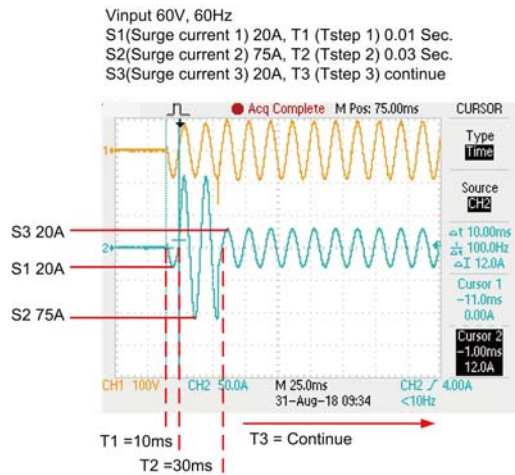 Vinput 60V, 60Hz
S1(Surge current 1) 20A, T1 (Tstep 1) 0.01 Sec.
S2(Surge current 2) 75A, T2 (Tstep 2) 0.03 Sec.
S3(Surge current 3) 20A, T3 (Tstep 3) continue
Acq Complete M Pos: 75.00ms CURSOR
Type
Time
Source
CH2
Δt 10.00ms
1/Δt 100.0Hz
ΔI 12.0A
Cursor 1
-11.0ms
0.00A
Cursor 2
-1.00ms
12.0A
1
2
S3 20A
S1 20A
S2 75A
CH1 100V CH2 50.0A M 25.0ms CH2 4.00A
31-Aug-18 09:34 <10Hz
T1 =10ms
T3 = Continue
T2 =30ms